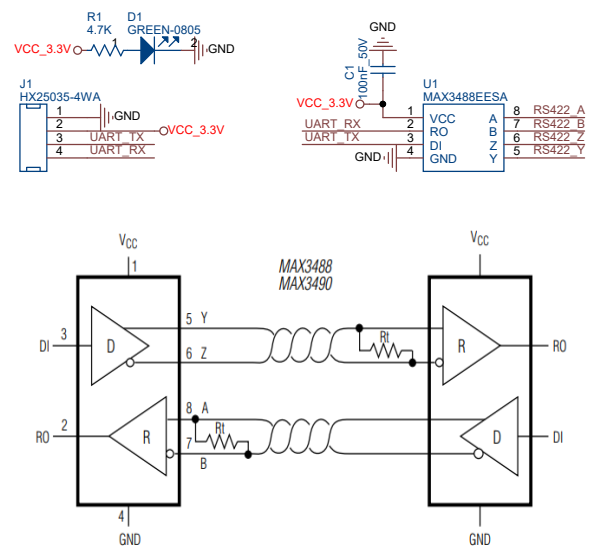 R1
4.7K
D1
GREEN-0805
VCC_3.3V
1
2
GND
J1
HX25035-4WA
1
GND
2
VCC_3.3V
3
UART_TX
4
UART_RX
GND
C1
100nF_50V
VCC_3.3V
U1
MAX3488EESA
1
VCC
A
8
RS422_A
UART_RX
2
RO
B
7
RS422_B
UART_TX
3
DI
Z
6
RS422_Z
GND
4
GND
Y
5
RS422_Y
VCC
1
MAX3488
MAX3490
VCC
DI
3
D
5
Y
6
Z
Rt
R
RO
RO
2
R
8
A
7
B
Rt
D
DI
4
GND
GND